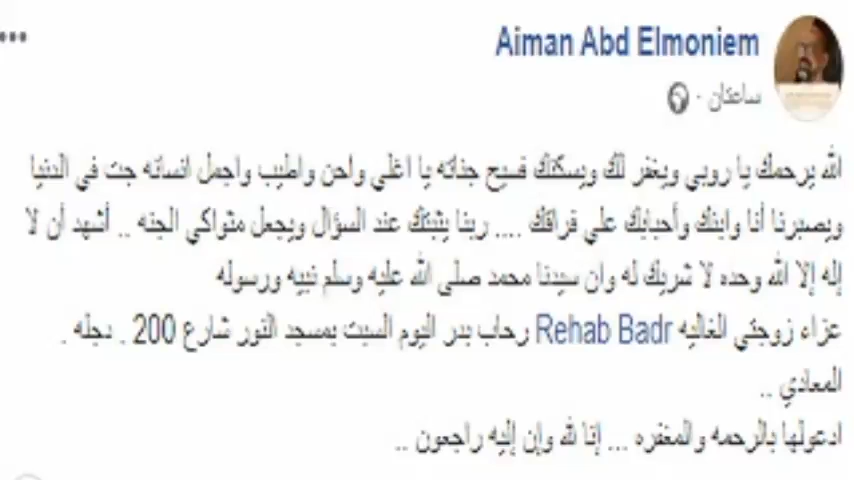 Aiman Abd Elmoniem
ساعتان ·
الله يرحمك يا روبي ويغفر لك ويسكنك فسيح جناته يا اغلي واحن واطيب واجمل انسانه جت في الدنيا
ويصبرنا أنا وابنك وأحبابك علي فراقك .... ربنا يثبتك عند السؤال ويجعل مثواكي الجنه .. أشهد أن لا
إله إلا الله وحده لا شريك له وان سيدنا محمد صلى الله عليه وسلم نبيه ورسوله
عزاء زوجتي الغاليه Rehab Badr رحاب بدر اليوم السبت بمسجد النور شارع 200 . دجله .
المعادي ..
ادعولها بالرحمه والمغفره ... إنا لله وإن إليه راجعون ..